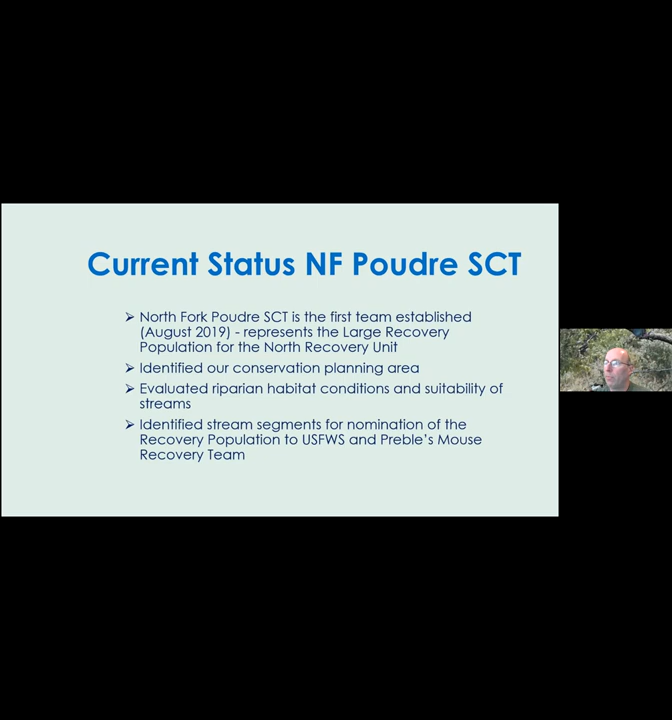 Current Status NF Poudre SCT
➢ North Fork Poudre SCT is the first team established
(August 2019) - represents the Large Recovery
Population for the North Recovery Unit
➢ Identified our conservation planning area
➢ Evaluated riparian habitat conditions and suitability of
streams
➢ Identified stream segments for nomination of the
Recovery Population to USFWS and Preble's Mouse
Recovery Team